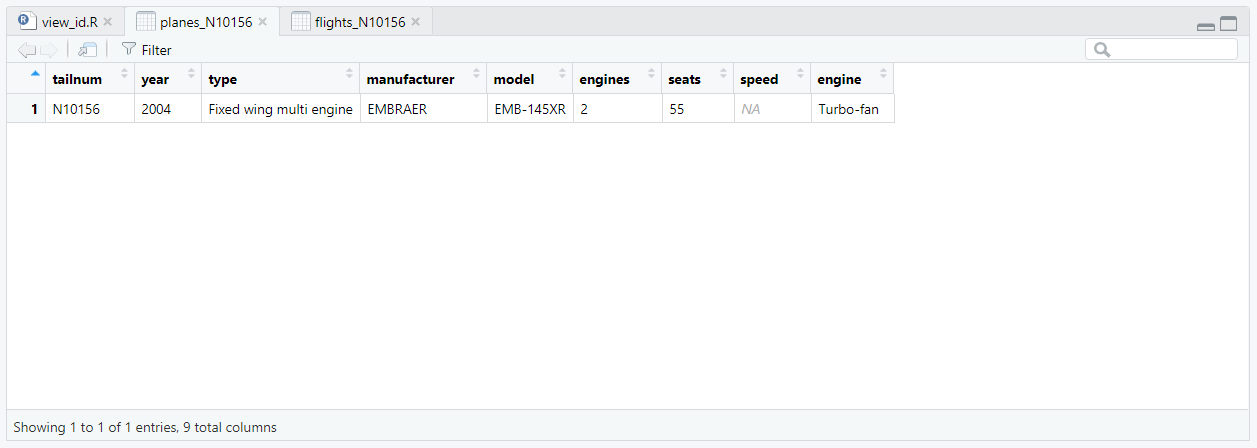 view_id.R planes_N10156 flights_N10156
Filter
tailnum year type manufacturer model engines seats speed engine
1 N10156 2004 Fixed wing multi engine EMBRAER EMB-145XR 2 55 NA Turbo-fan
Showing 1 to 1 of 1 entries, 9 total columns